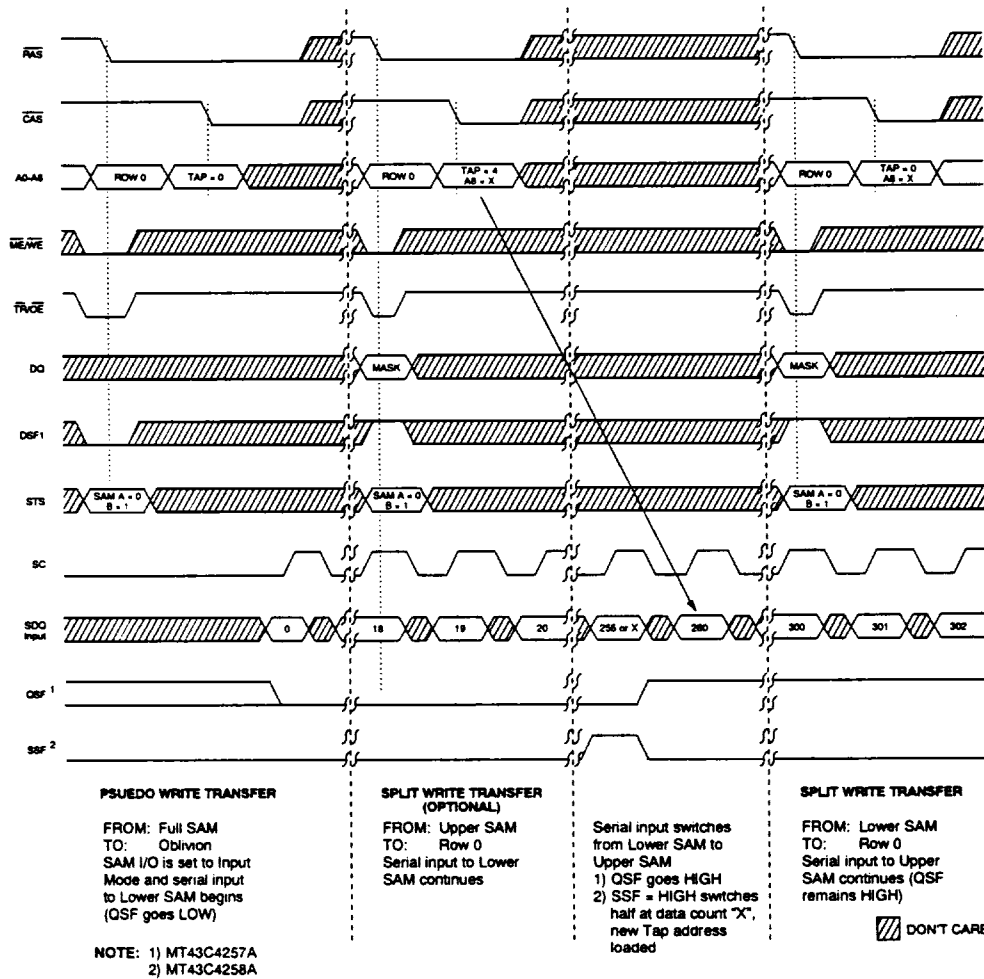 RAS
CAS
A0-A8 ROW 0 TAP = 0 ROW 0 TAP = 4 ROW 0 TAP = 0
A8 = X A8 = X
ME/WE
TR/OE
DQ MASK MASK
DSF1
STS SAM A = 0 SAM A = 0 SAM A = 0
B = 1 B = 1 B = 1
SC
SDQ
Input 0 18 19 20 256 or X 260 300 301 302
QSF 1
SSF 2
PSUEDO WRITE TRANSFER
FROM: Full SAM
TO: Oblivion
SAM I/O is set to Input
Mode and serial input
to Lower SAM begins
(QSF goes LOW)
SPLIT WRITE TRANSFER
(OPTIONAL)
FROM: Upper SAM
TO: Row 0
Serial input to Lower
SAM continues
Serial input switches
from Lower SAM to
Upper SAM
1) QSF goes HIGH
2) SSF = HIGH switches
half at data count "X",
new Tap address
loaded
SPLIT WRITE TRANSFER
FROM: Lower SAM
TO: Row 0
Serial input to Upper
SAM continues (QSF
remains HIGH)
DON'T CARE
NOTE: 1) MT43C4257A
2) MT43C4258A